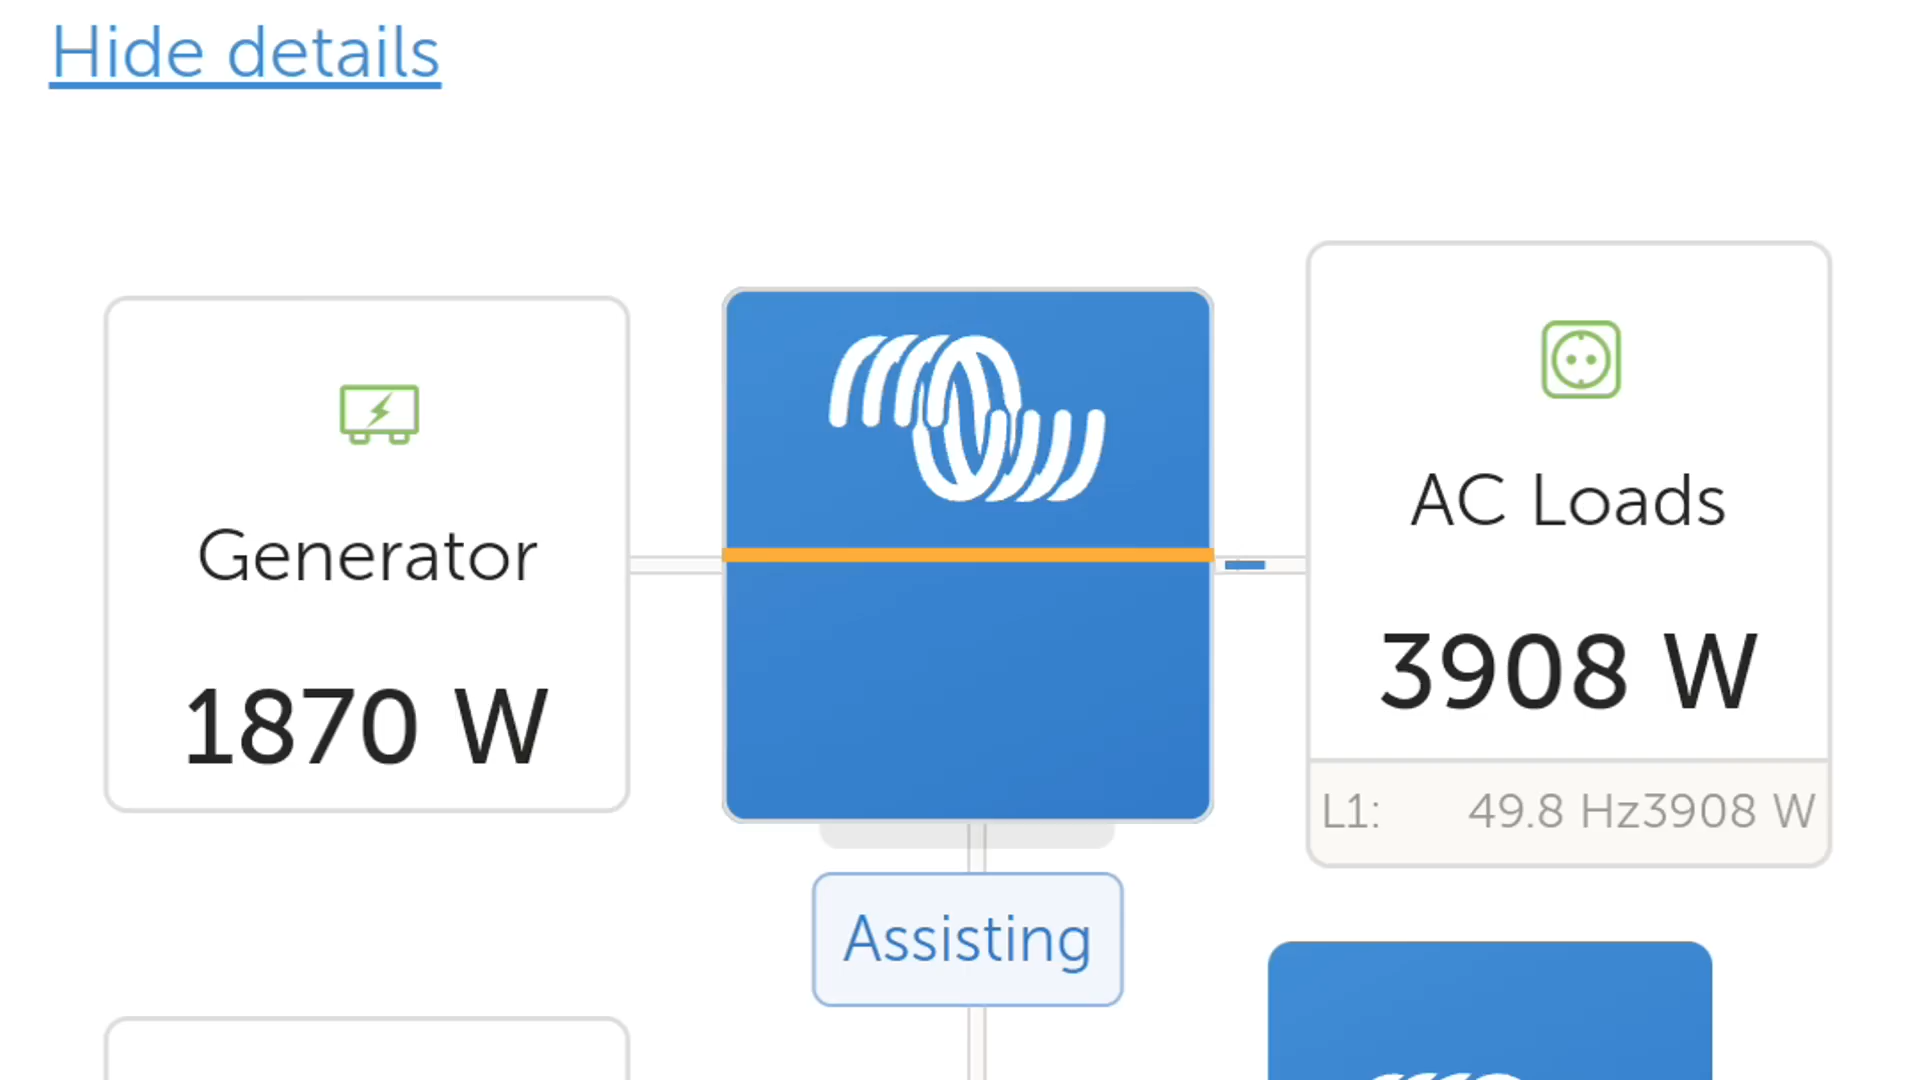 Hide details
Generator
1870 W
AC Loads
3908 W
L1: 49.8 Hz3908 W
Assisting